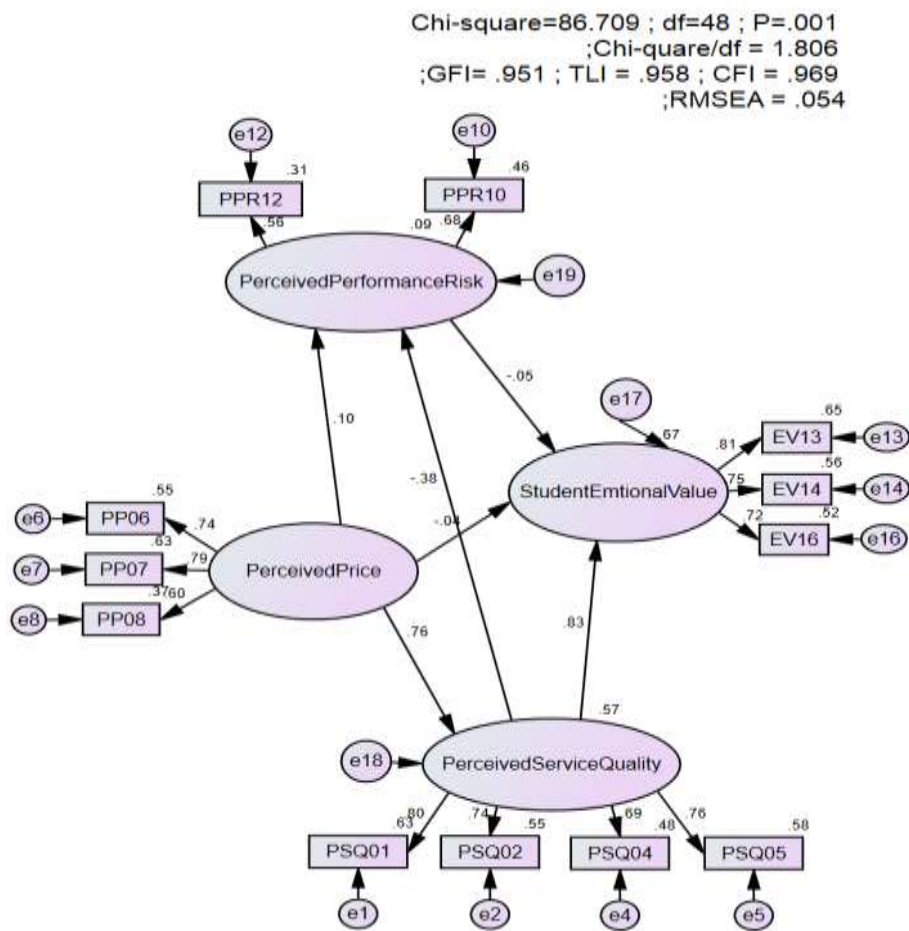 Chi-square=86.709 ; df=48 ; P=.001
;Chi-quare/df = 1.806
;GFI= .951 ; TLI = .958 ; CFI = .969
;RMSEA = .054
e12
e10
.31
.46
PPR12
PPR10
.56
.09
.68
PerceivedPerformanceRisk
e19
-.05
e17
.67
.65
.10
.81
EV13
e13
.56
-.38
StudentEmtionalValue
.75
EV14
e14
.55
-.04
.72
.52
e6
PP06
.74
EV16
e16
.63
e7
PP07
.79
PerceivedPrice
.37
.60
e8
PP08
.76
.83
.57
e18
PerceivedServiceQuality
.80
.74
.69
.76
.63
.55
.48
.58
PSQ01
PSQ02
PSQ04
PSQ05
e1
e2
e4
e5